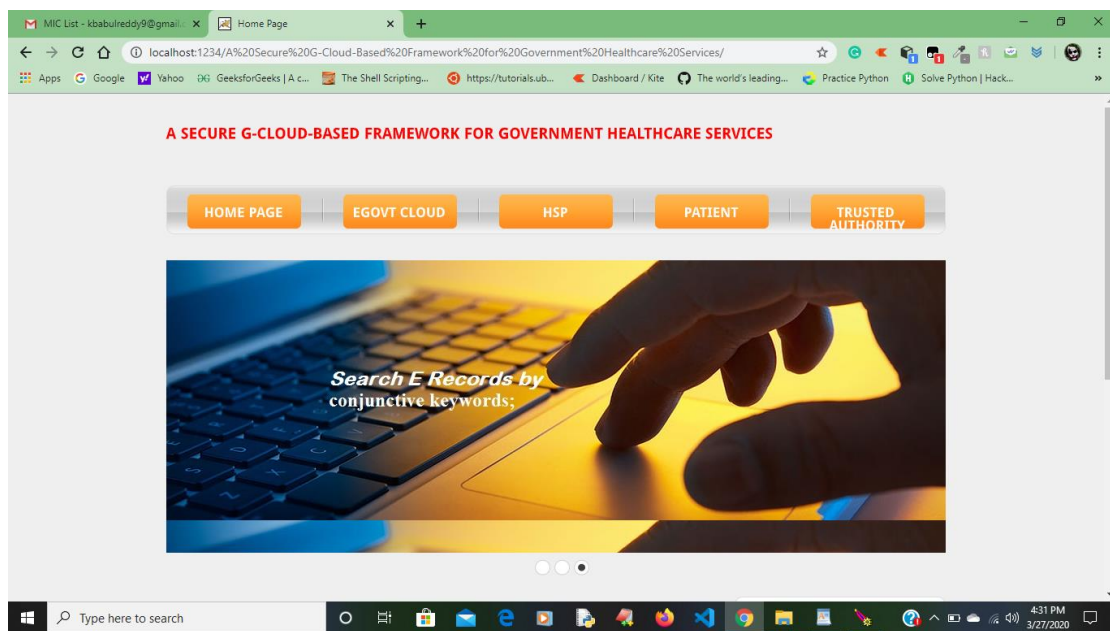 MIC List - kbabulreddy9@gmail.c
Home Page
localhost:1234/A%20Secure%20G-Cloud-Based%20Framework%20for%20Government%20Healthcare%20Services/
Apps Google Yahoo GeeksforGeeks | A c... The Shell Scripting... https://tutorials.ub... Dashboard / Kite The world's leading... Practice Python Solve Python | Hack... »
A SECURE G-CLOUD-BASED FRAMEWORK FOR GOVERNMENT HEALTHCARE SERVICES
HOME PAGE EGOVT CLOUD HSP PATIENT TRUSTED
AUTHORITY
Search E Records by
conjunctive keywords;
Type here to search
4:31 PM
3/27/2020